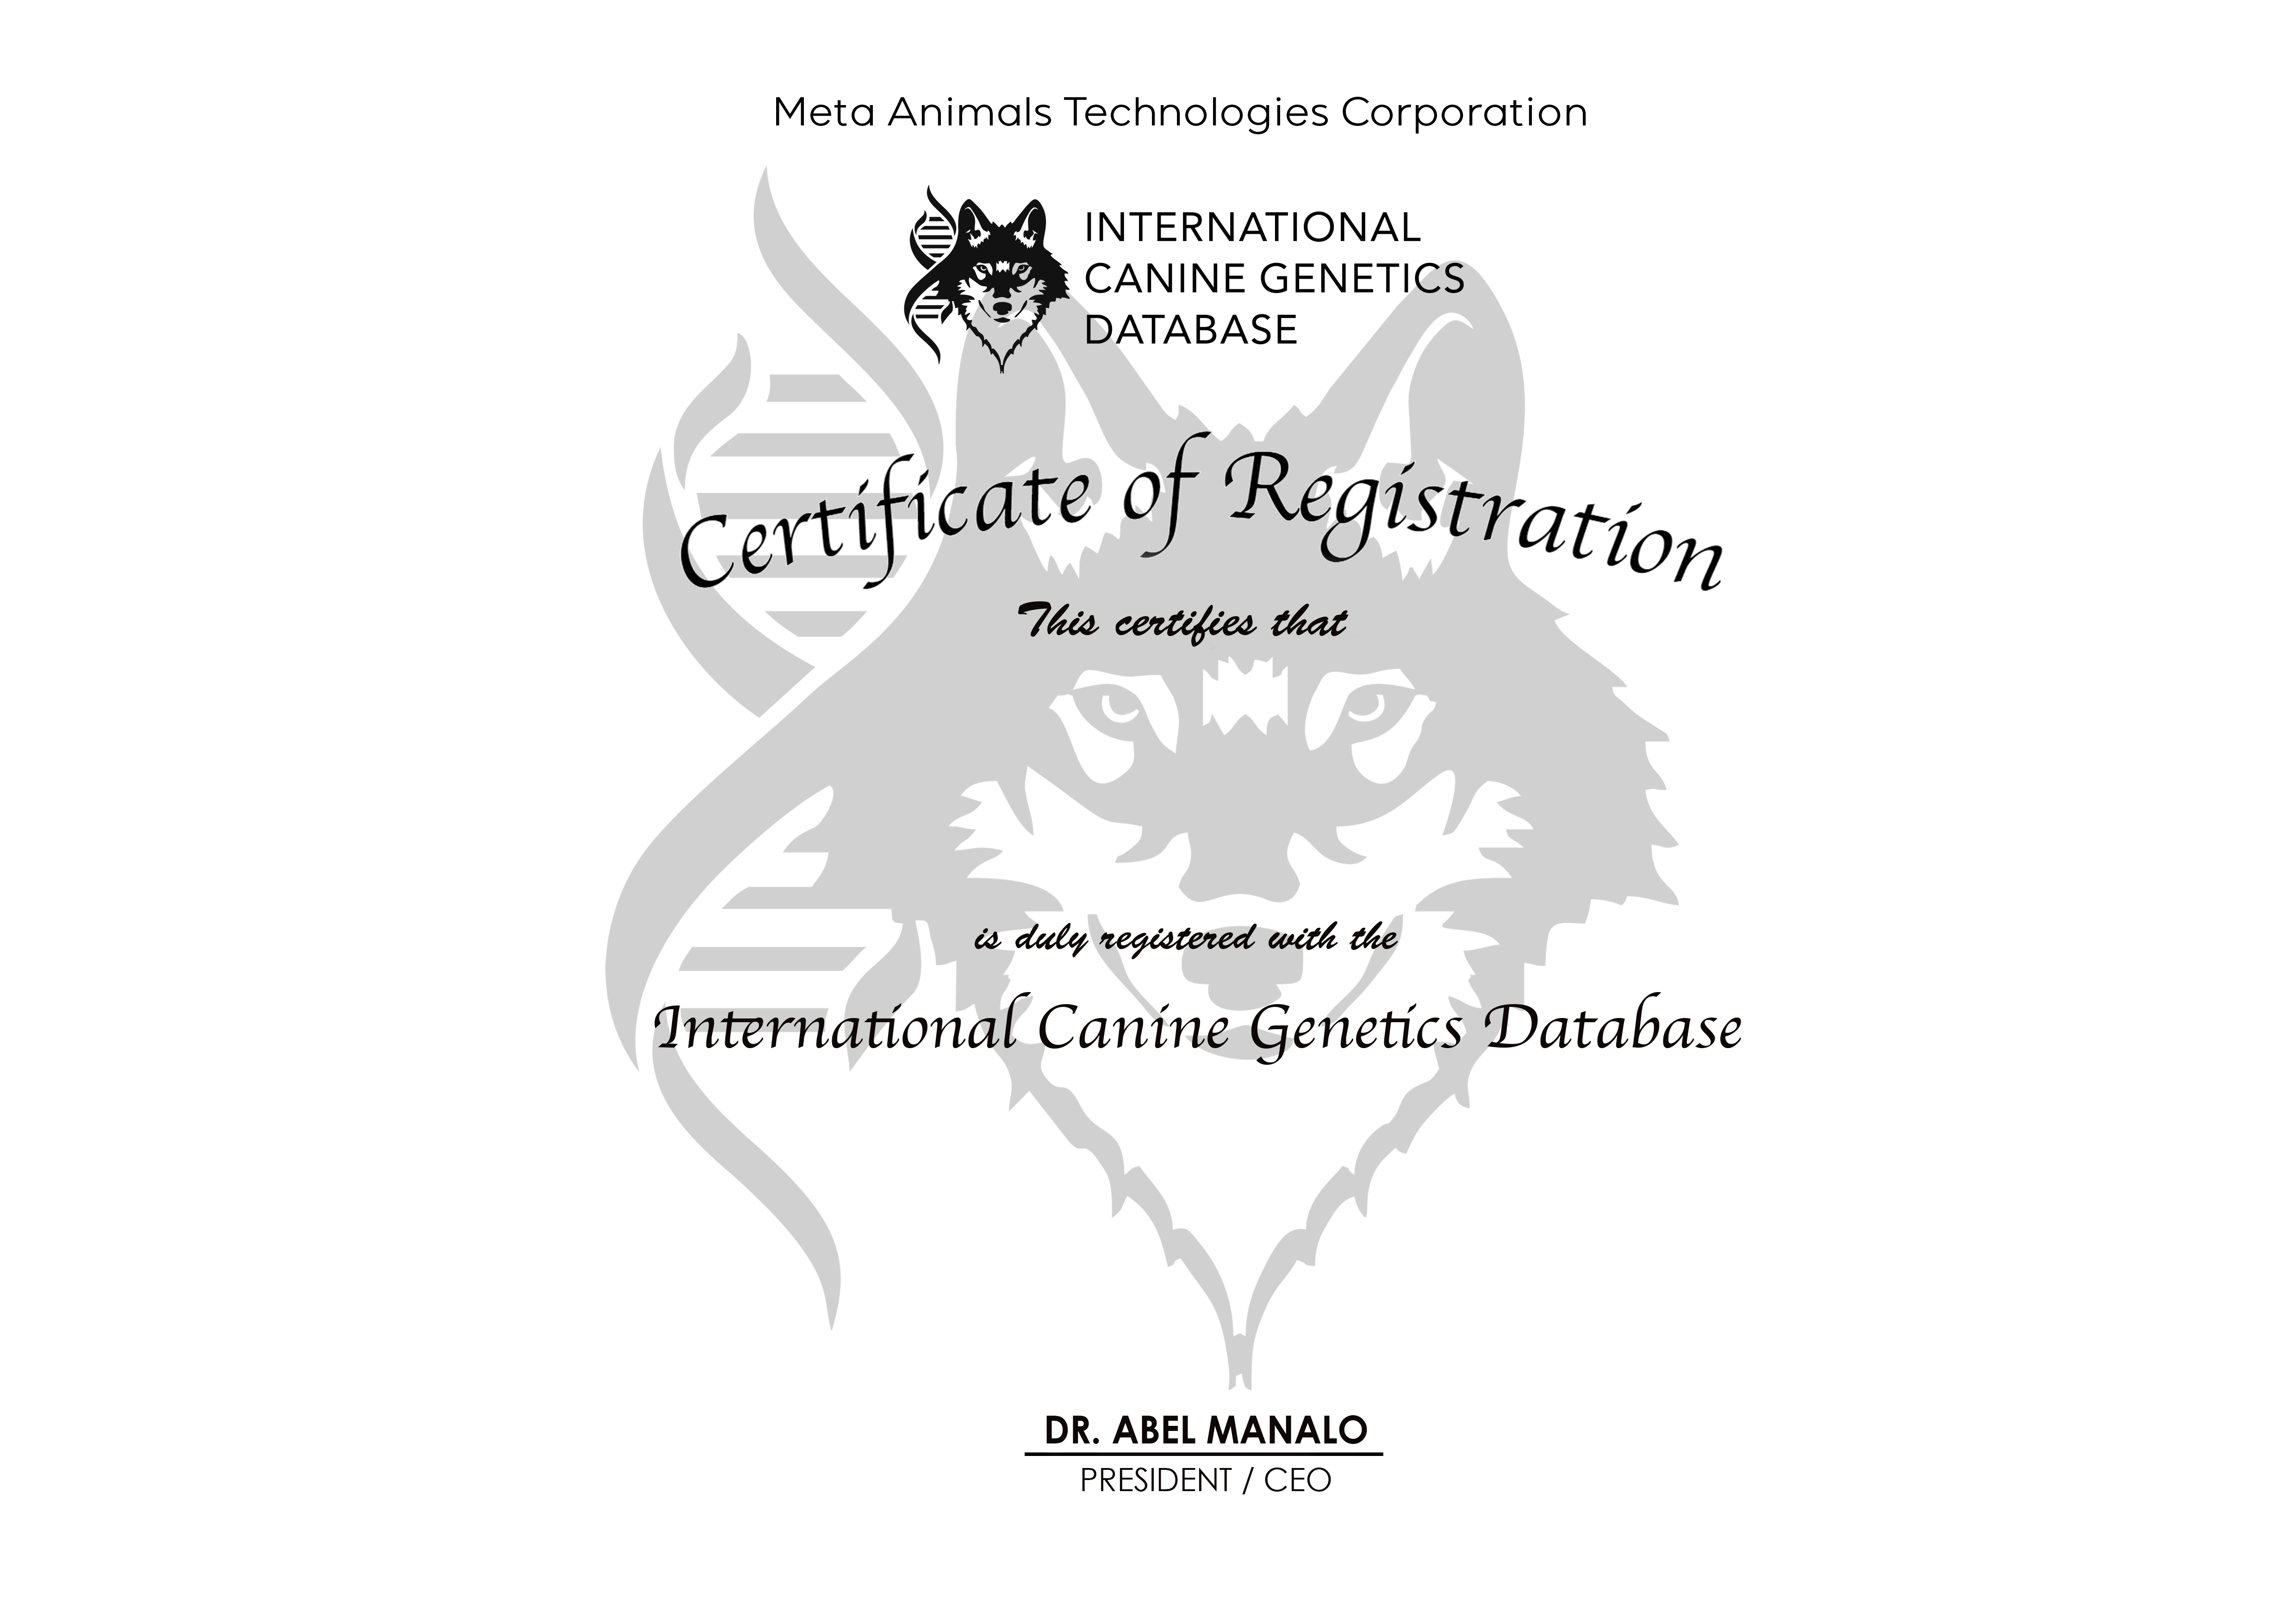 Meta Animals Technologies Corporation
INTERNATIONAL
CANINE GENETICS
DATABASE
Certificate of Registration
This certifies that
is duly registered with the
International Canine Genetics Database
DR. ABEL MANALO
PRESIDENT / CEO